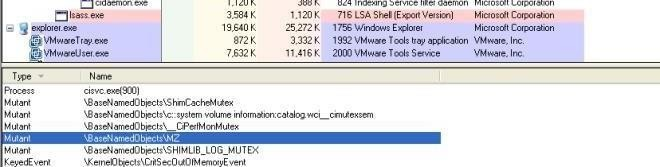 cidaemon.exe 1,120 K 388 K 824 Indexing Service filter daemon Microsoft Corporation
lsass.exe 3,584 K 1,120 K 716 LSA Shell (Export Version) Microsoft Corporation
explorer.exe 19,640 K 25,272 K 1756 Windows Explorer Microsoft Corporation
VMwareTray.exe 872 K 3,332 K 1992 VMware Tools tray application VMware, Inc.
VMwareUser.exe 7,632 K 11,416 K 2000 VMware Tools Service VMware, Inc.
Type Name
Process cisvc.exe(900)
Mutant \BaseNamedObjects\ShimCacheMutex
Mutant \BaseNamedObjects\c::system volume information:catalog.wci__cimutexsem
Mutant \BaseNamedObjects\__CiPerfMonMutex
Mutant \BaseNamedObjects\MZ
Mutant \BaseNamedObjects\SHIMLIB_LOG_MUTEX
KeyedEvent \KernelObjects\CritSecOutOfMemoryEvent